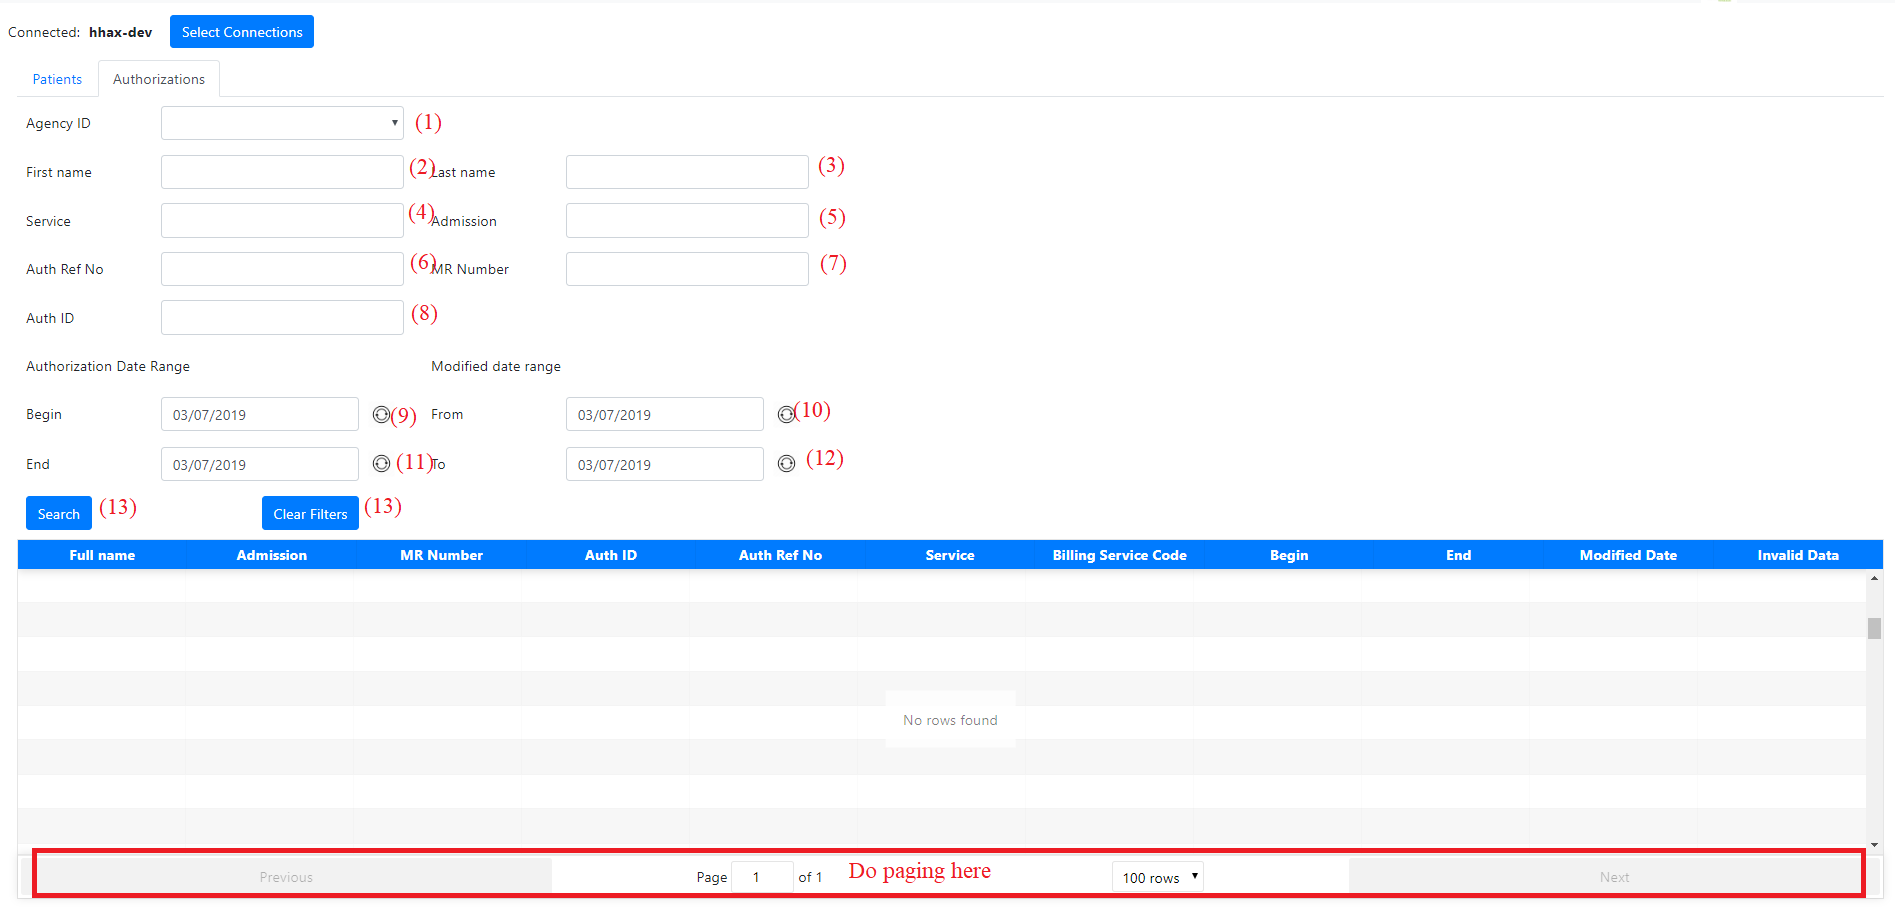 Connected: hhax-dev Select Connections
Patients Authorizations
Agency ID (1)
First name (2) Last name (3)
Service (4) Admission (5)
Auth Ref No (6) MR Number (7)
Auth ID (8)
Authorization Date Range Modified date range
Begin 03/07/2019 (9) From 03/07/2019 (10)
End 03/07/2019 (11) To 03/07/2019 (12)
Search (13) Clear Filters (13)
Full name Admission MR Number Auth ID Auth Ref No Service Billing Service Code Begin End Modified Date Invalid Data
No rows found
Previous Page 1 of 1 Do paging here 100 rows Next